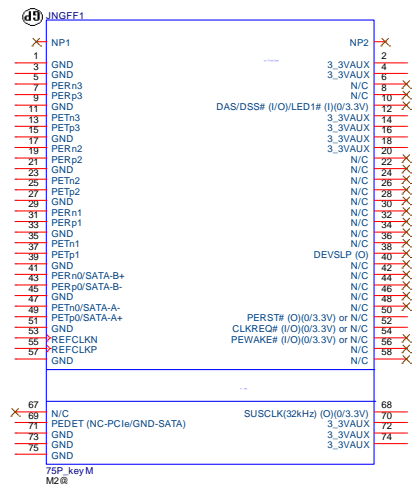 GP JNGFF1
NP1 NP2
1 GND 3_3VAUX 2
3 GND 3_3VAUX 4
5 PERn3 N/C 6
7 PERp3 N/C 8
9 GND DAS/DSS# (I/O)/LED1# (I)(0/3.3V) 10
11 PETn3 3_3VAUX 12
13 PETp3 3_3VAUX 14
15 GND 3_3VAUX 16
17 PERn2 3_3VAUX 18
19 PERp2 N/C 20
21 GND N/C 22
23 PETn2 N/C 24
25 PETp2 N/C 26
27 GND N/C 28
29 PERn1 N/C 30
31 PERp1 N/C 32
33 GND N/C 34
35 PETn1 N/C 36
37 PETp1 DEVSLP (O) 38
39 GND N/C 40
41 PERn0/SATA-B+ N/C 42
43 PERp0/SATA-B- N/C 44
45 GND N/C 46
47 PETn0/SATA-A- N/C 48
49 PETp0/SATA-A+ PERST# (O)(0/3.3V) or N/C 50
51 GND CLKREQ# (I/O)(0/3.3V) or N/C 52
53 REFCLKN PEWAKE# (I/O)(0/3.3V) or N/C 54
55 REFCLKP N/C 56
57 GND N/C 58
67 N/C SUSCLK(32kHz) (O)(0/3.3V) 68
69 PEDET (NC-PCIe/GND-SATA) 3_3VAUX 70
71 GND 3_3VAUX 72
73 GND 3_3VAUX 74
75 GND
75P_key M
M2@